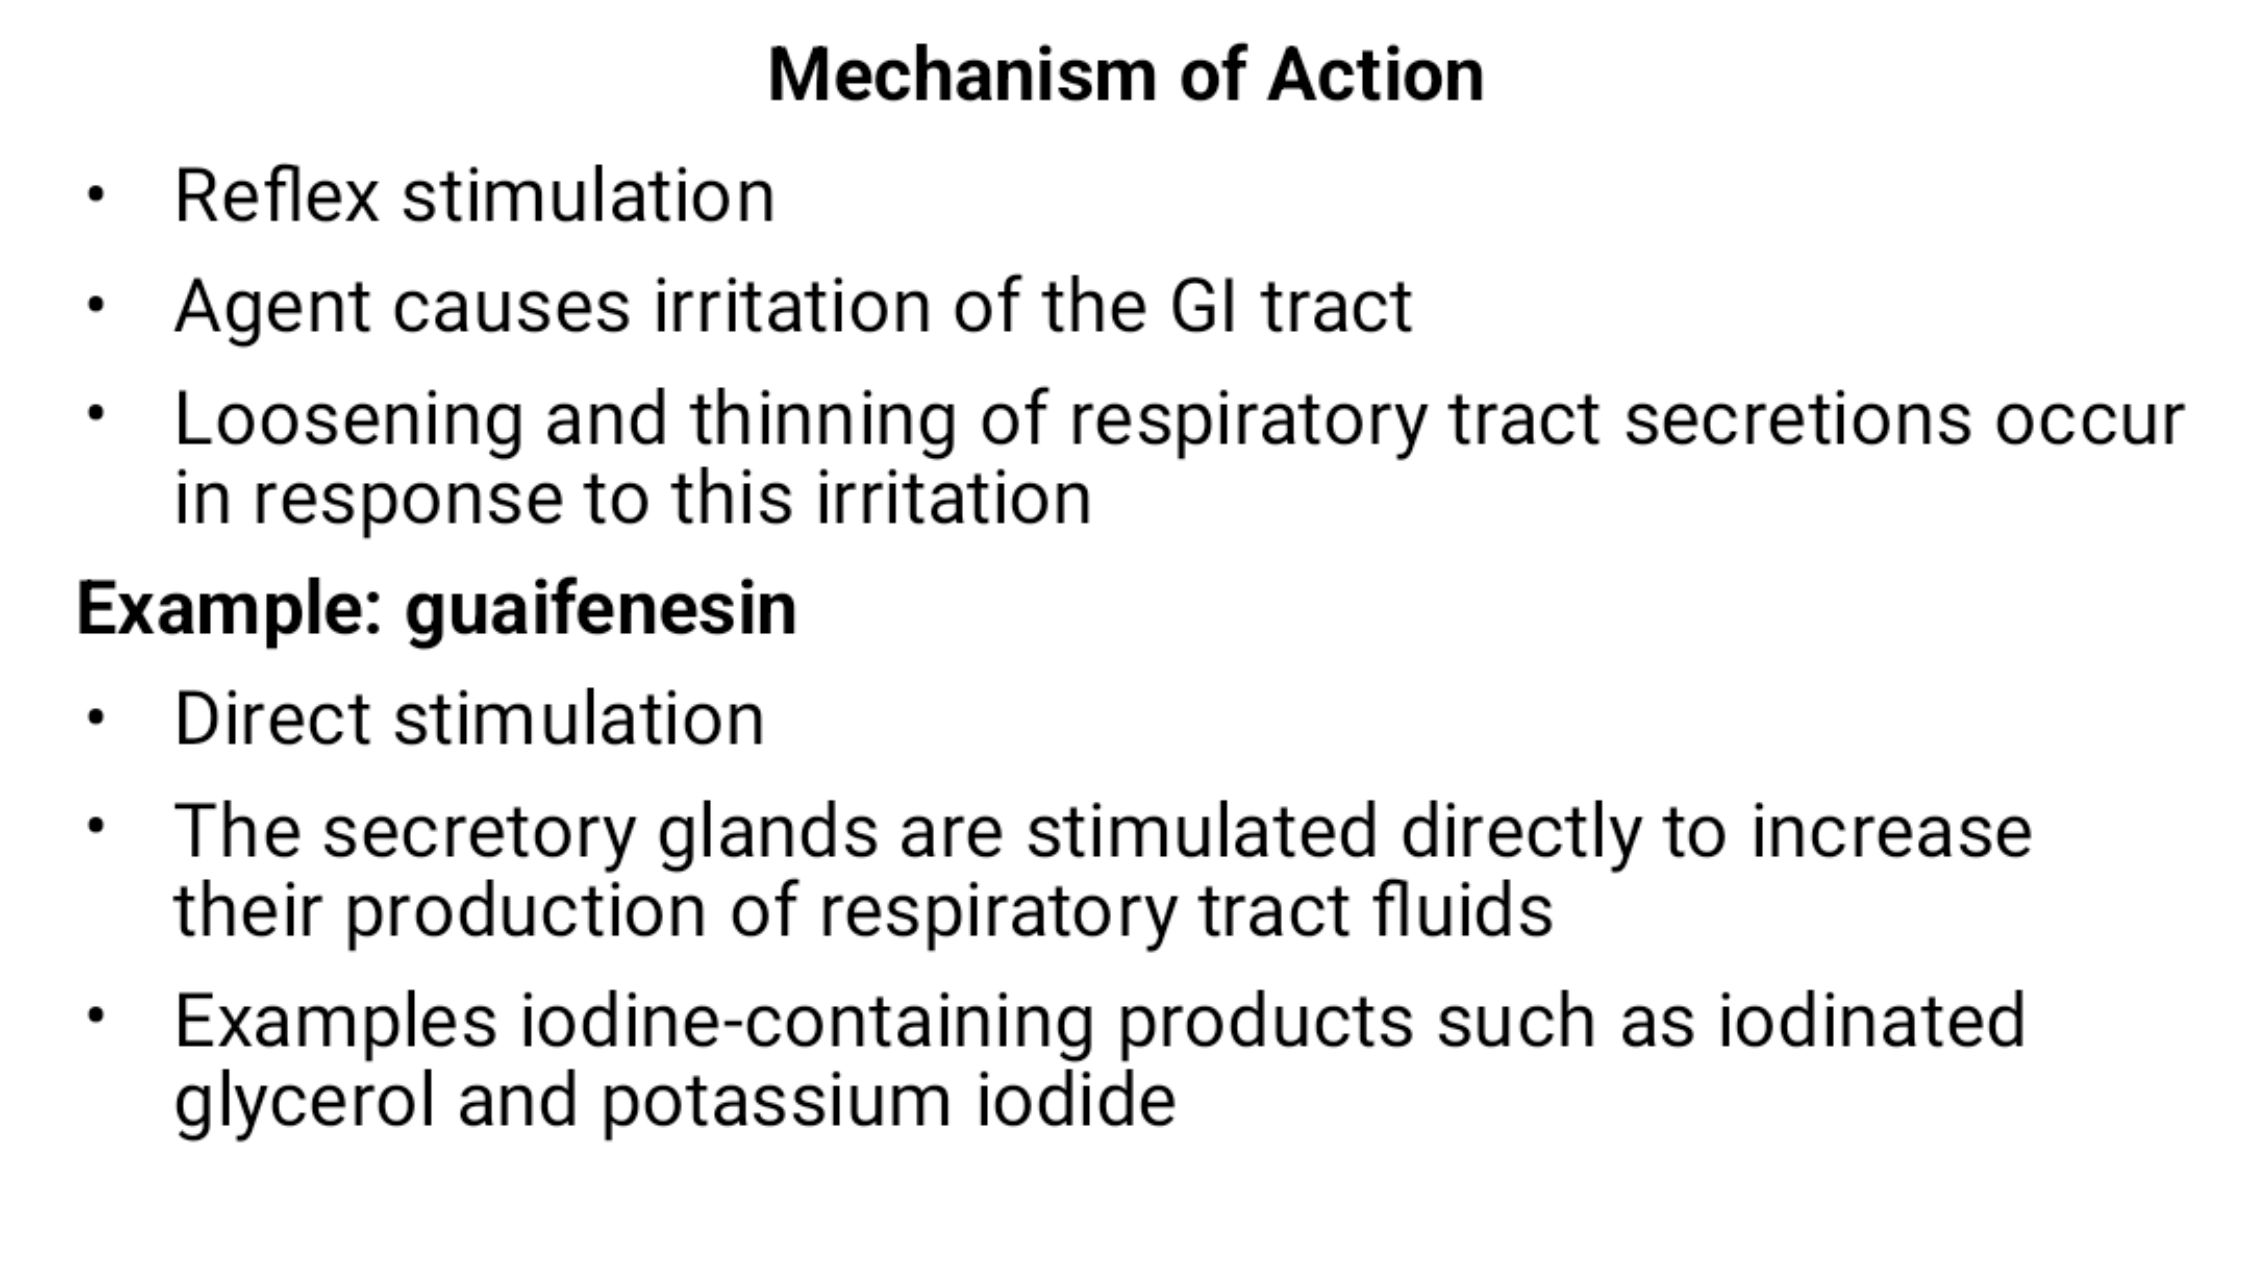 Mechanism of Action
• Reflex stimulation
• Agent causes irritation of the GI tract
• Loosening and thinning of respiratory tract secretions occur
in response to this irritation
Example: guaifenesin
• Direct stimulation
• The secretory glands are stimulated directly to increase
their production of respiratory tract fluids
• Examples iodine-containing products such as iodinated
glycerol and potassium iodide